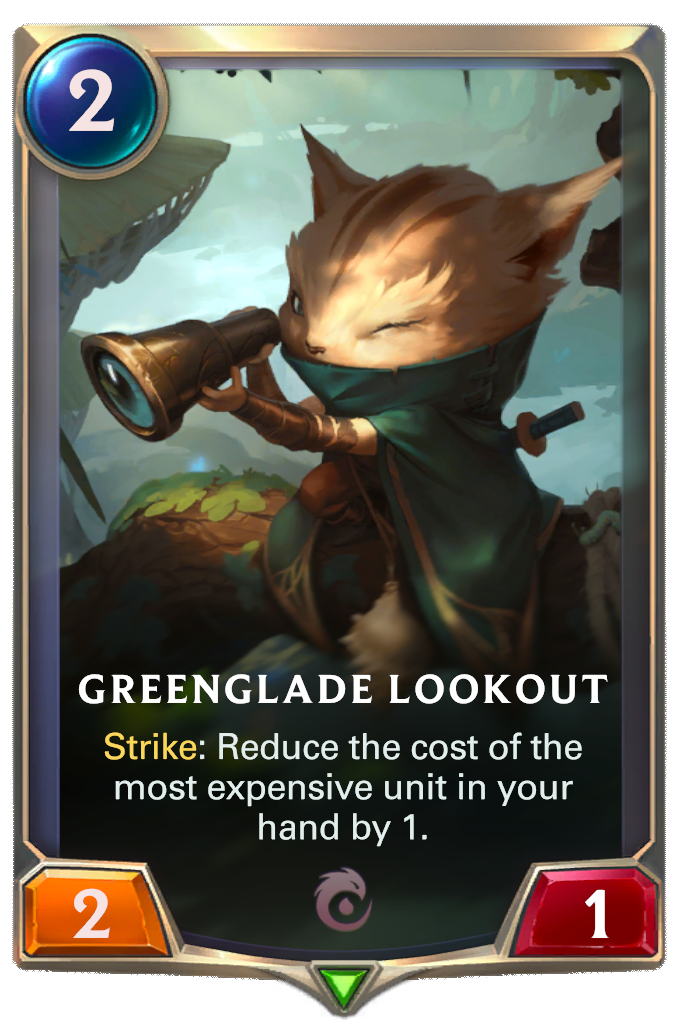 2
GREENGLADE LOOKOUT
Strike: Reduce the cost of the
most expensive unit in your
hand by 1.
2 1